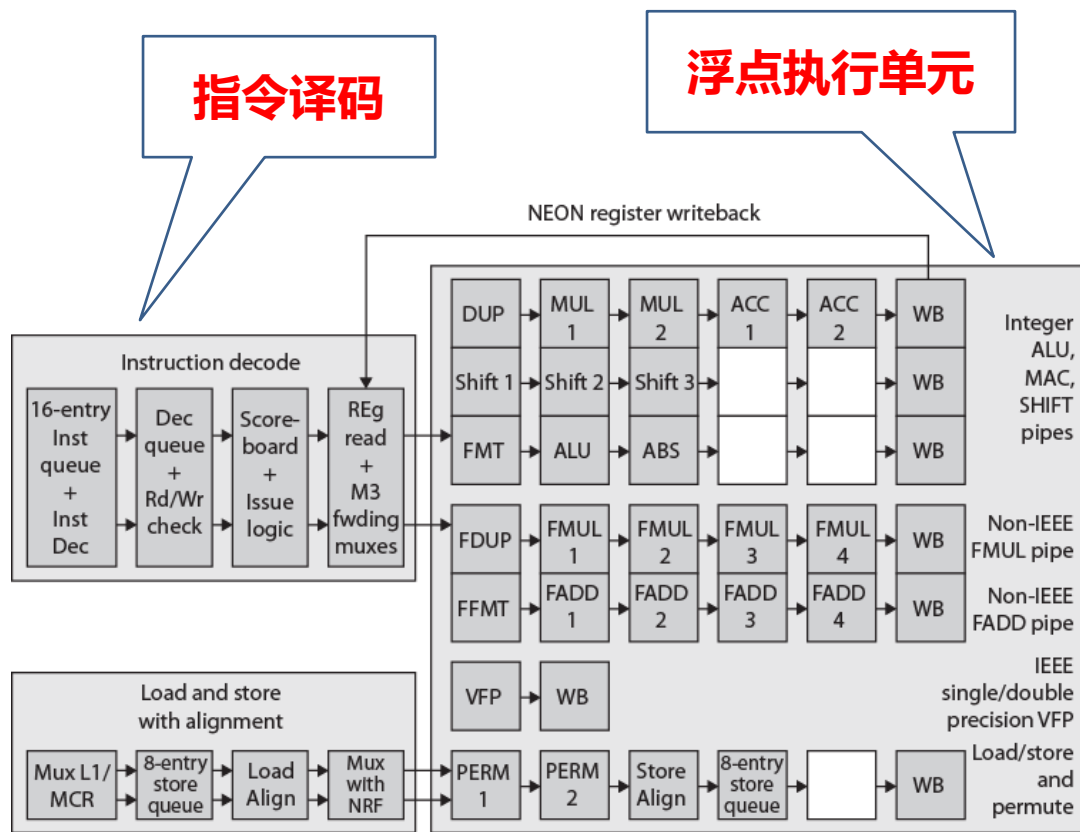 指令译码
浮点执行单元
NEON register writeback
Instruction decode
16-entry
Inst
queue
+
Inst
Dec
Dec
queue
+
Rd/Wr
check
Score-
board
+
Issue
logic
REg
read
+
M3
fwding
muxes
DUP
MUL
1
MUL
2
ACC
1
ACC
2
WB
Shift 1
Shift 2
Shift 3
WB
FMT
ALU
ABS
WB
Integer
ALU,
MAC,
SHIFT
pipes
FDUP
FMUL
1
FMUL
2
FMUL
3
FMUL
4
WB
Non-IEEE
FMUL pipe
FFMT
FADD
1
FADD
2
FADD
3
FADD
4
WB
Non-IEEE
FADD pipe
VFP
WB
IEEE
single/double
precision VFP
Load and store
with alignment
Mux L1/
MCR
8-entry
store
queue
Load
Align
Mux
with
NRF
PERM
1
PERM
2
Store
Align
8-entry
store
queue
WB
Load/store
and
permute